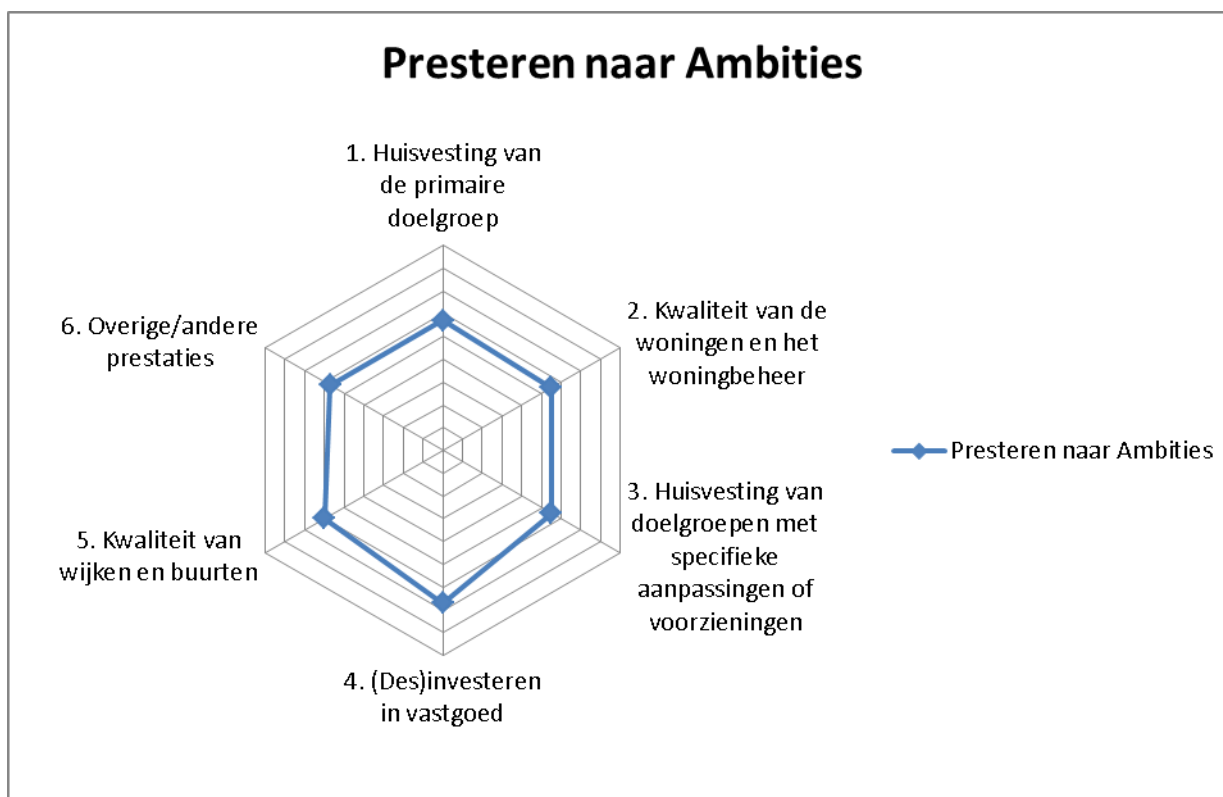 Presteren naar Ambities
1. Huisvesting van
de primaire
doelgroep
2. Kwaliteit van de
woningen en het
woningbeheer
3. Huisvesting van
doelgroepen met
specifieke
aanpassingen of
voorzieningen
4. (Des)investeren
in vastgoed
5. Kwaliteit van
wijken en buurten
6. Overige/andere
prestaties
Presteren naar Ambities